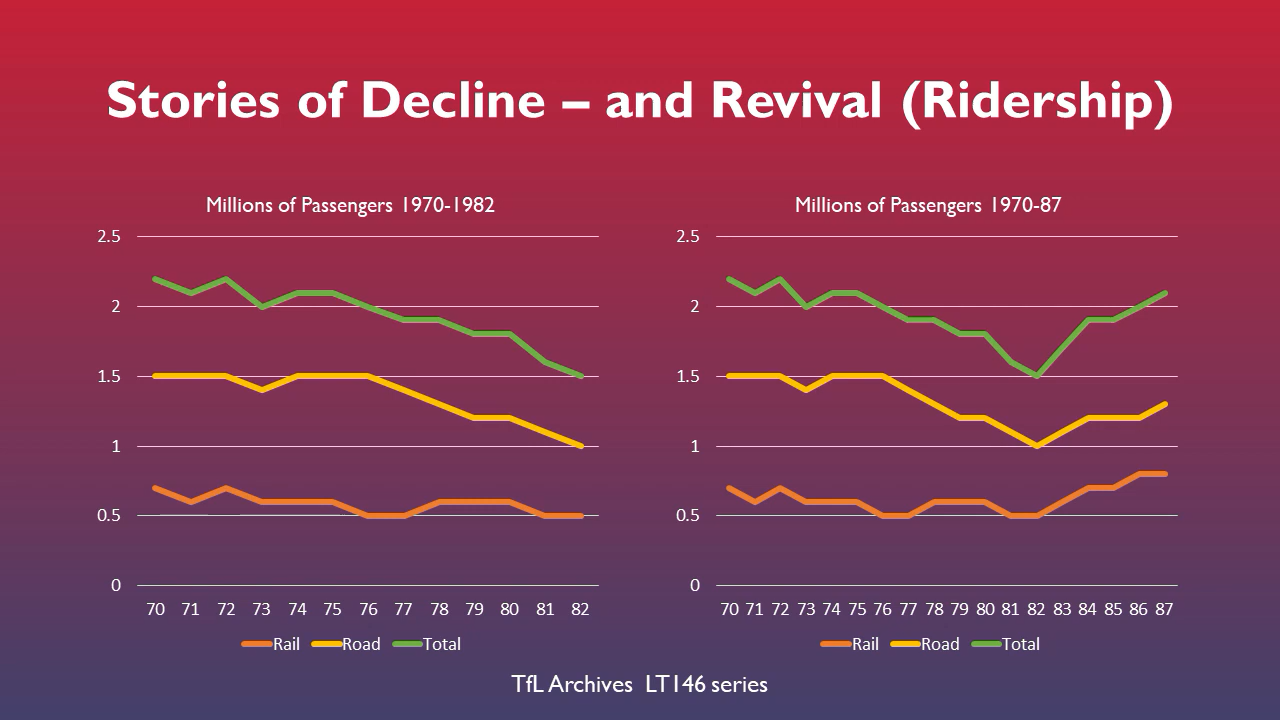 Stories of Decline – and Revival (Ridership)
Millions of Passengers 1970-1982
2.5
2
1.5
1
0.5
0
70 71 72 73 74 75 76 77 78 79 80 81 82
Rail Road Total
Millions of Passengers 1970-87
2.5
2
1.5
1
0.5
0
70 71 72 73 74 75 76 77 78 79 80 81 82 83 84 85 86 87
Rail Road Total
TfL Archives LT146 series